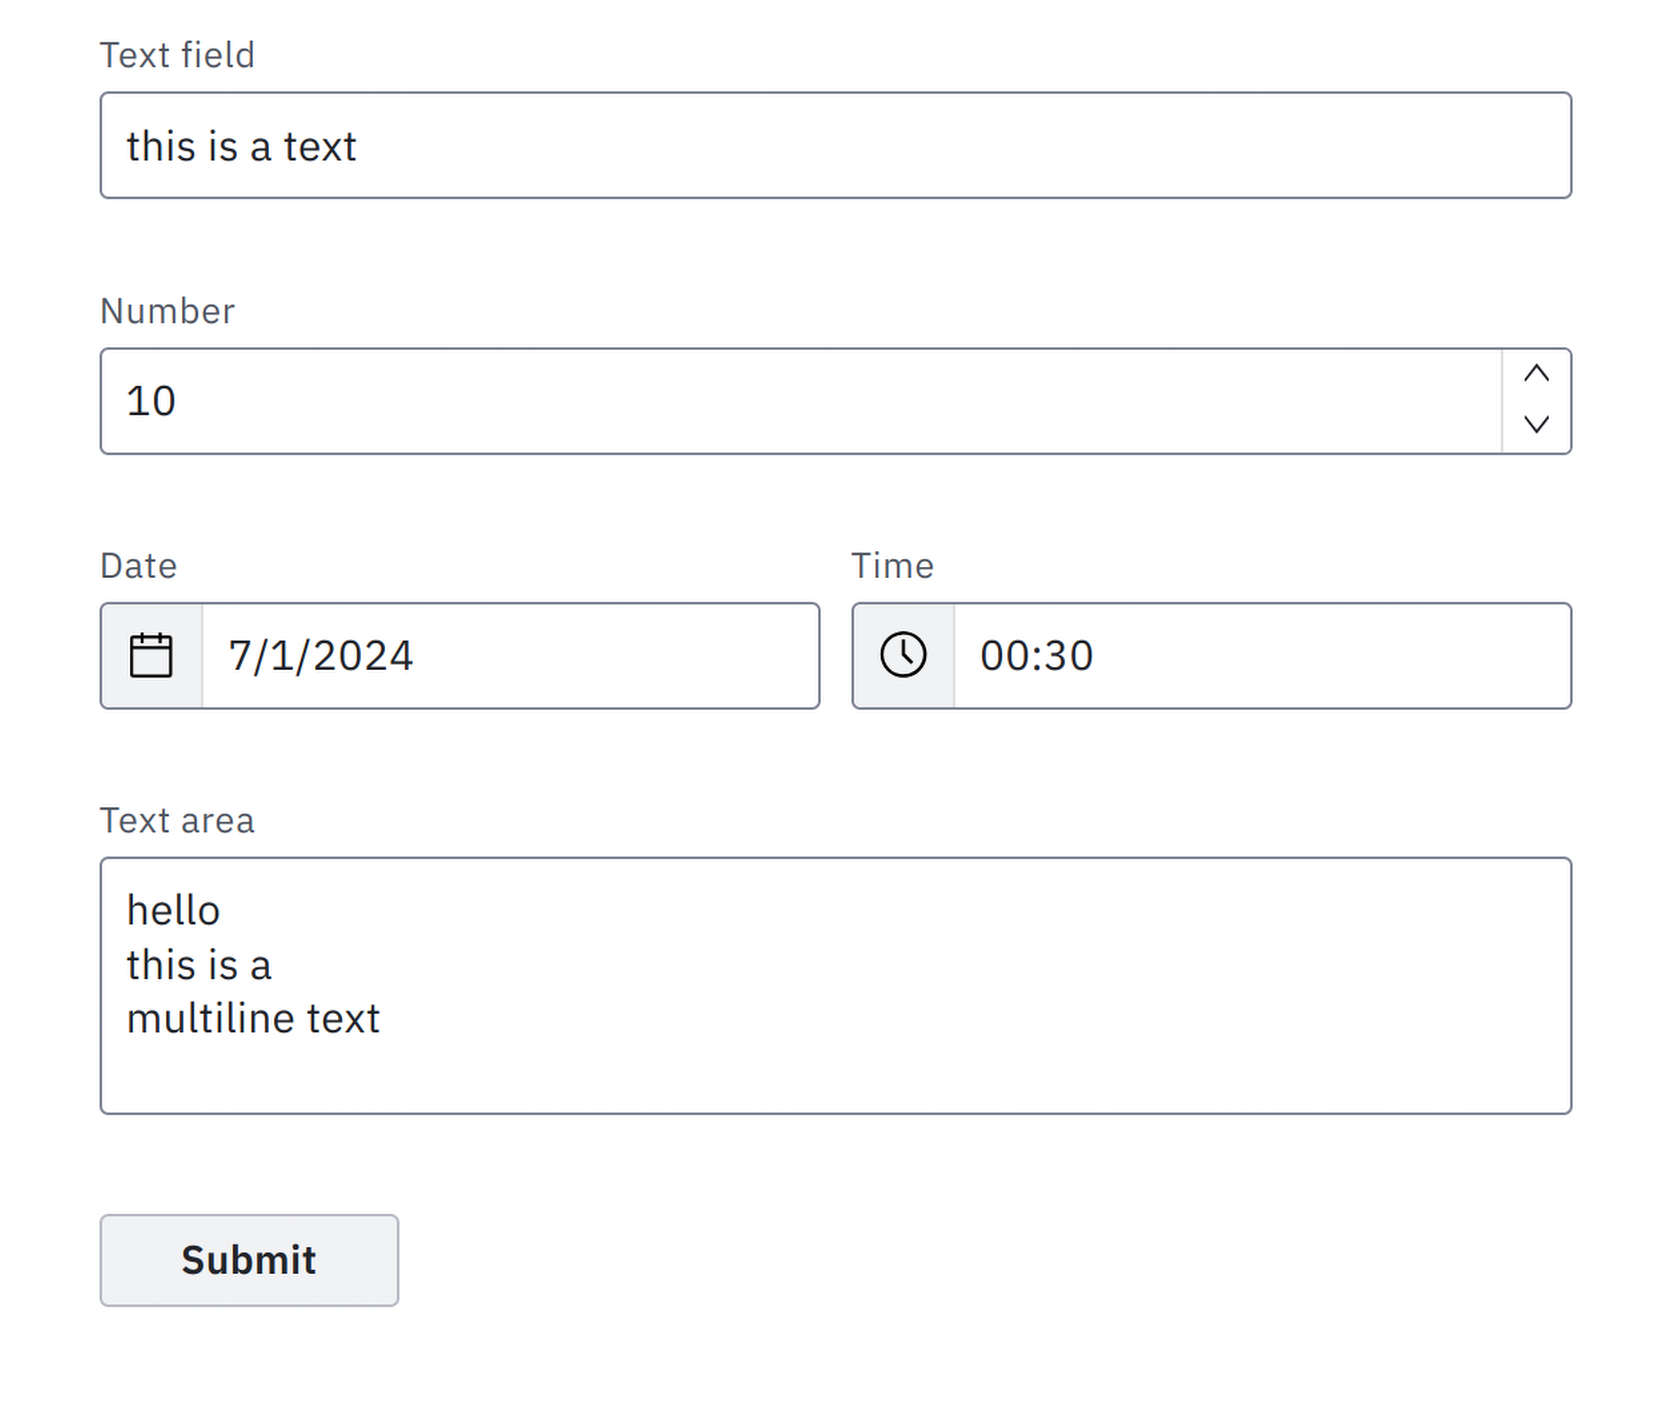 Text field
this is a text
Number
10
Date
7/1/2024
Time
00:30
Text area
hello
this is a
multiline text
Submit